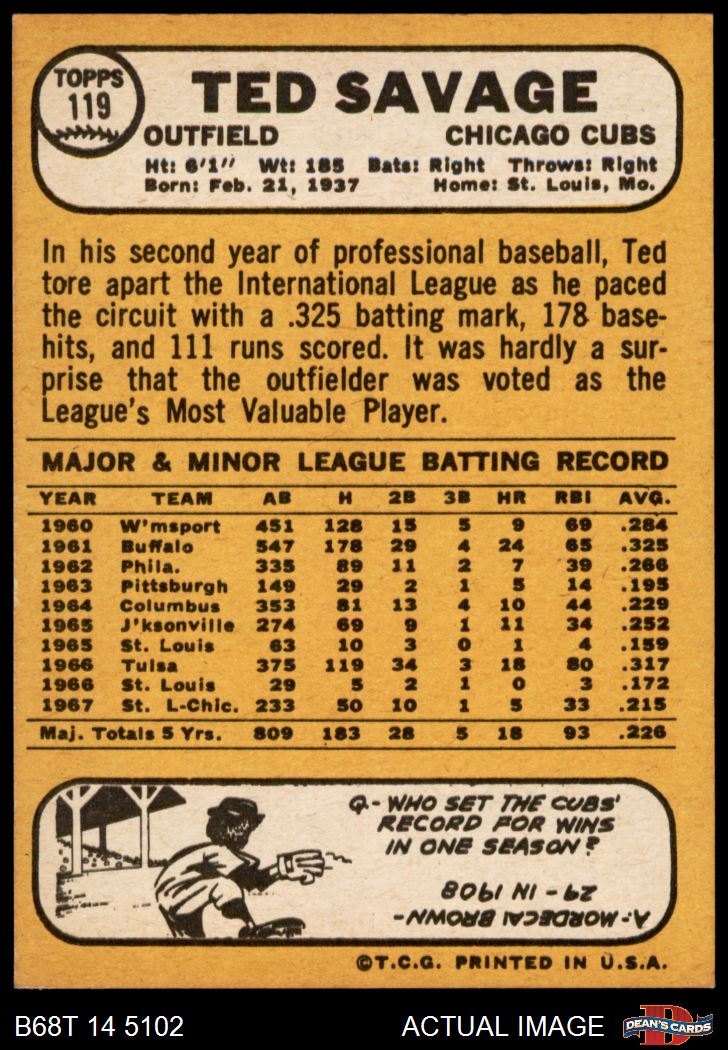 TOPPS
119
TED SAVAGE
OUTFIELD CHICAGO CUBS
Ht: 6'1" Wt: 185 Bats: Right Throws: Right
Born: Feb. 21, 1937 Home: St. Louis, Mo.
In his second year of professional baseball, Ted
tore apart the International League as he paced
the circuit with a .325 batting mark, 178 base-
hits, and 111 runs scored. It was hardly a sur-
prise that the outfielder was voted as the
League's Most Valuable Player.
MAJOR & MINOR LEAGUE BATTING RECORD
YEAR TEAM AB H 2B 3B HR RBI AVG.
1960 W'msport 451 128 15 5 9 69 .284
1961 Buffalo 547 178 29 4 24 65 .325
1962 Phila. 335 89 11 2 7 39 .266
1963 Pittsburgh 149 29 2 1 5 14 .195
1964 Columbus 353 81 13 4 10 44 .229
1965 J'ksonville 274 69 9 1 11 34 .252
1965 St. Louis 63 10 3 0 1 4 .159
1966 Tulsa 375 119 34 3 18 80 .317
1966 St. Louis 29 5 2 1 0 3 .172
1967 St. L-Chic. 233 50 10 1 5 33 .215
Maj. Totals 5 Yrs. 809 183 28 5 18 93 .226
Q- WHO SET THE CUBS'
RECORD FOR WINS
IN ONE SEASON?
A- MORDECAI BROWN-
29 - IN 1908
©T.C.G. PRINTED IN U.S.A.
B68T 14 5102 ACTUAL IMAGE D DEAN'S CARDS